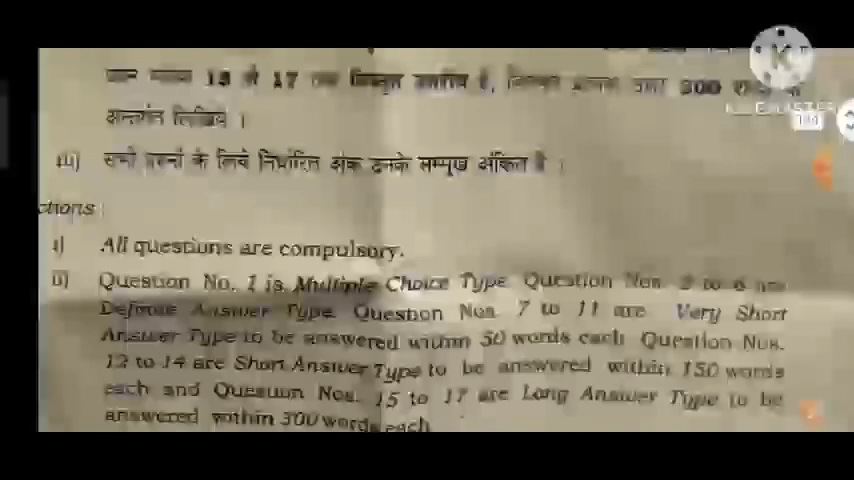 15 से 17 तक विस्तृत उत्तरीय है, 300 शब्दों के
अन्तर्गत लिखिये ।
iii) सभी प्रश्नों के लिये निर्धारित अंक उनके सम्मुख अंकित है ।
ctions :
i) All questions are compulsory.
ii) Question No. 1 is Multiple Choice Type Question Nos. 2 to 6 are
Definite Answer Type Question Nos 7 to 11 are Very Short
Answer Type to be answered within 50 words each Question Nos.
12 to 14 are Short Answer Type to be answered within 150 words
each and Question Nos. 15 to 17 are Long Answer Type to be
answered within 300 words each
KINEMASTER